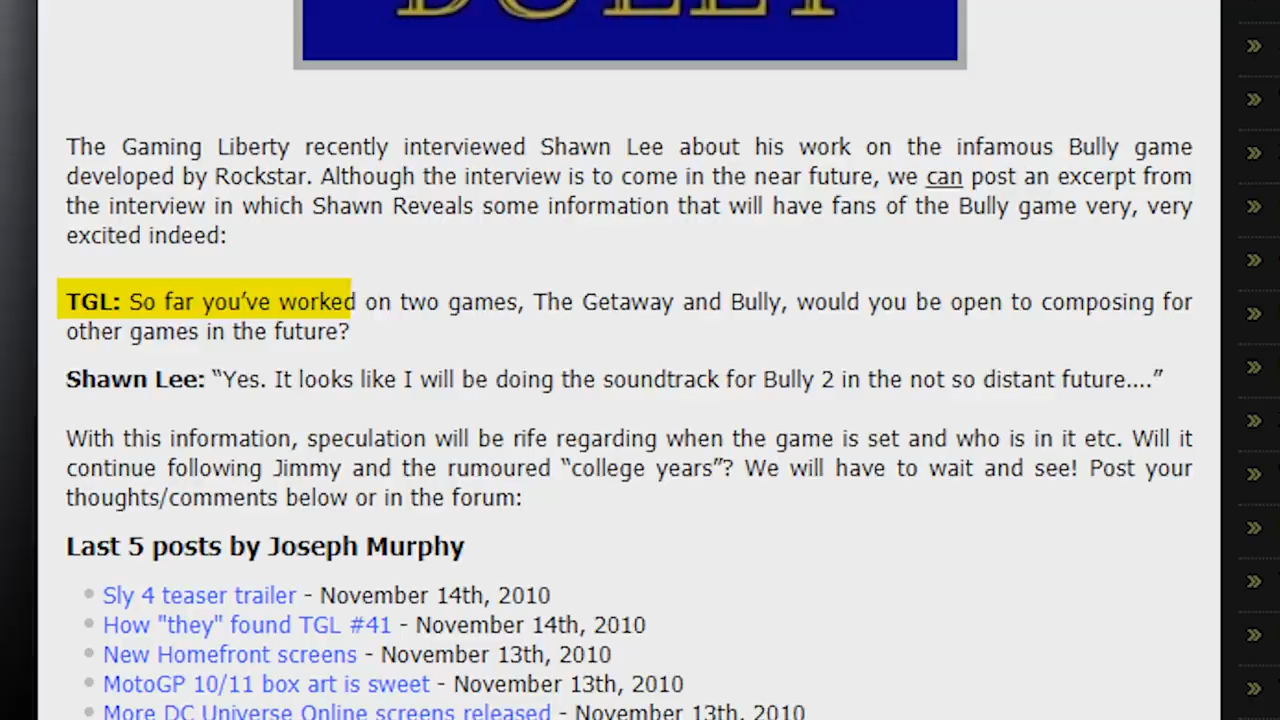 BULLY
The Gaming Liberty recently interviewed Shawn Lee about his work on the infamous Bully game
developed by Rockstar. Although the interview is to come in the near future, we can post an excerpt from
the interview in which Shawn Reveals some information that will have fans of the Bully game very, very
excited indeed:
TGL: So far you’ve worked on two games, The Getaway and Bully, would you be open to composing for
other games in the future?
Shawn Lee: “Yes. It looks like I will be doing the soundtrack for Bully 2 in the not so distant future....”
With this information, speculation will be rife regarding when the game is set and who is in it etc. Will it
continue following Jimmy and the rumoured “college years”? We will have to wait and see! Post your
thoughts/comments below or in the forum:
Last 5 posts by Joseph Murphy
Sly 4 teaser trailer - November 14th, 2010
How "they" found TGL #41 - November 14th, 2010
New Homefront screens - November 13th, 2010
MotoGP 10/11 box art is sweet - November 13th, 2010
More DC Universe Online screens released - November 13th, 2010